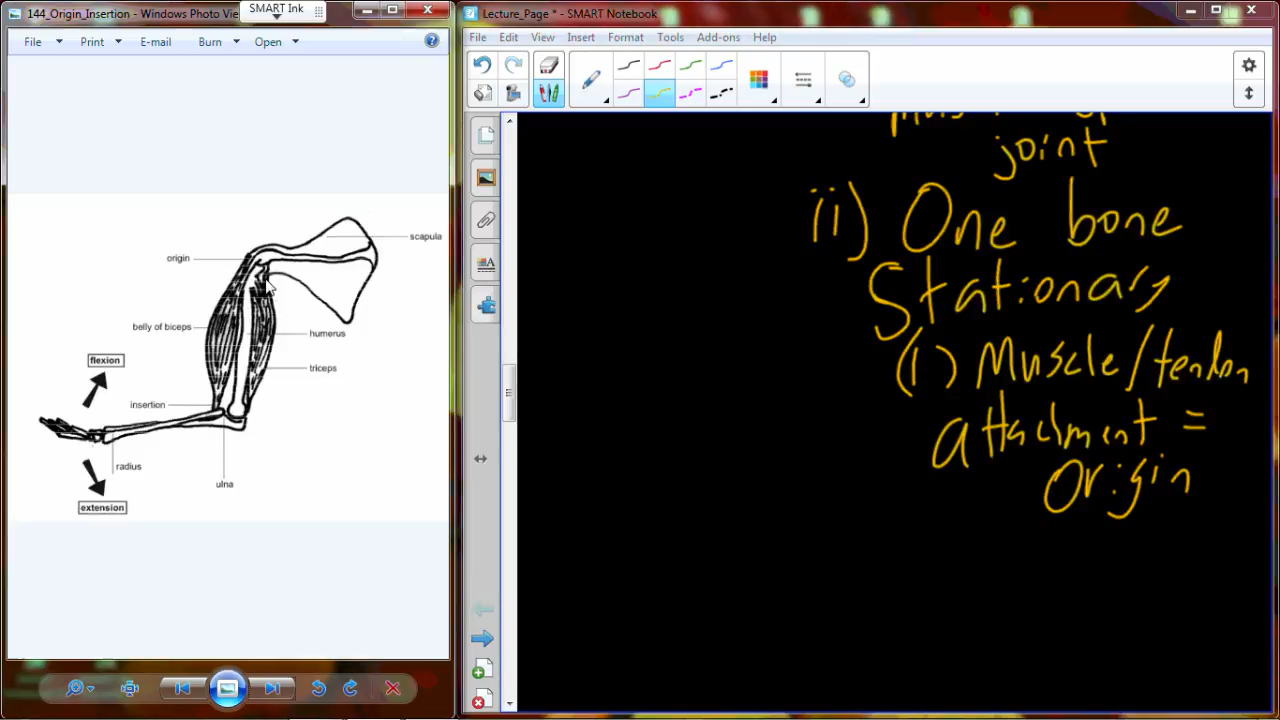 144_Origin_Insertion - Windows Photo Vie
SMART Ink
File Print E-mail Burn Open
scapula
origin
belly of biceps
humerus
flexion
triceps
insertion
radius
ulna
extension
Lecture_Page * - SMART Notebook
File Edit View Insert Format Tools Add-ons Help
joint
ii) One bone
Stationary
(1) Muscle/tendon
attachment =
Origin